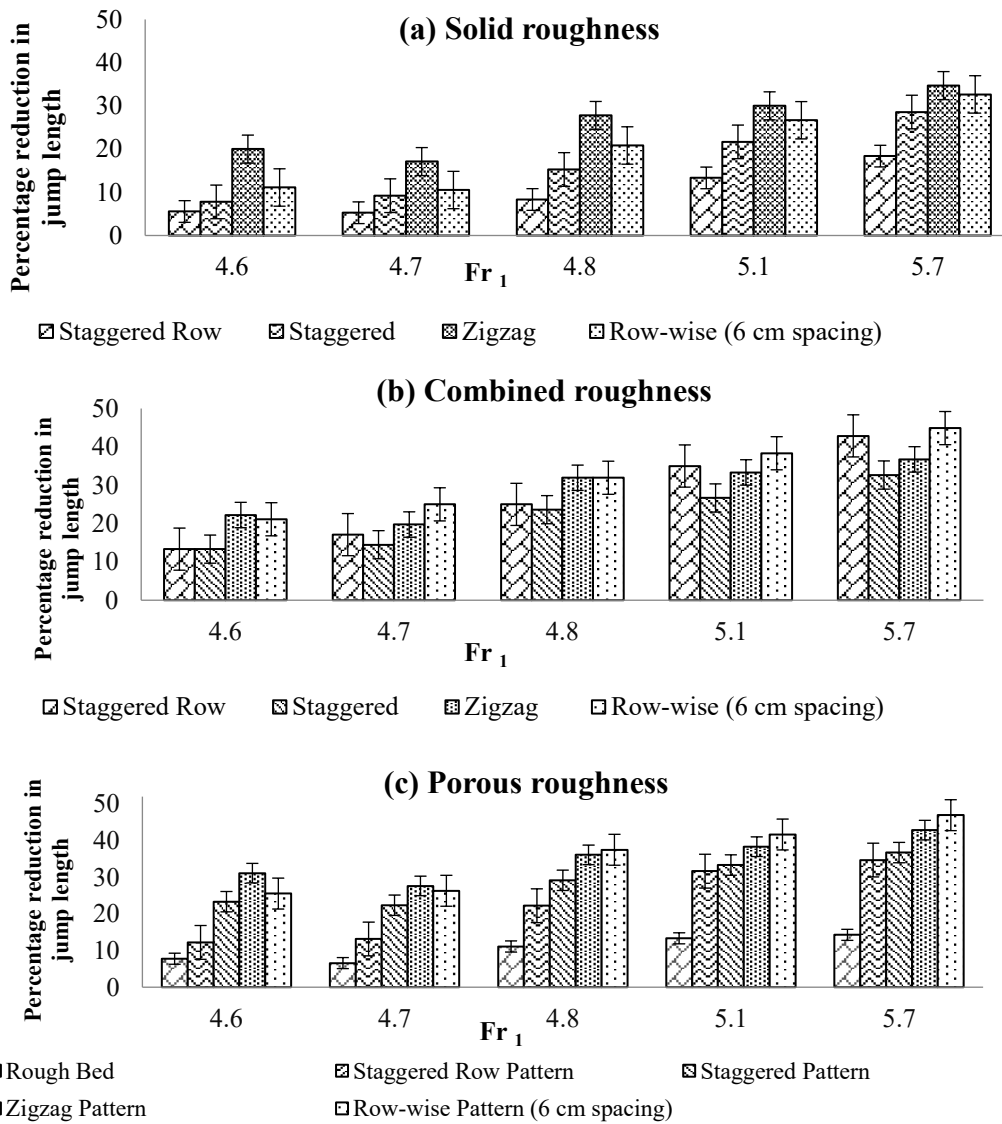 (a) Solid roughness
Percentage reduction in
jump length
50
40
30
20
10
0
4.6 4.7 4.8 5.1 5.7
Fr 1
Staggered Row Staggered Zigzag Row-wise (6 cm spacing)
(b) Combined roughness
Percentage reduction in
jump length
50
40
30
20
10
0
4.6 4.7 4.8 5.1 5.7
Fr 1
Staggered Row Staggered Zigzag Row-wise (6 cm spacing)
(c) Porous roughness
Percentage reduction in
jump length
50
40
30
20
10
0
4.6 4.7 4.8 5.1 5.7
Fr 1
Rough Bed Staggered Row Pattern Staggered Pattern
Zigzag Pattern Row-wise Pattern (6 cm spacing)